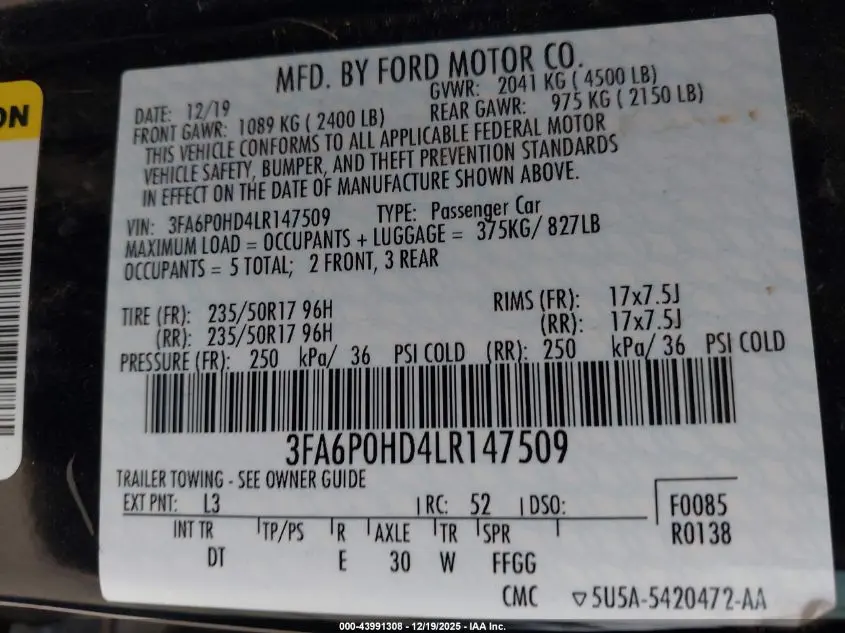 ON
MFD. BY FORD MOTOR CO.
DATE: 12/19 GVWR: 2041 KG ( 4500 LB)
FRONT GAWR: 1089 KG ( 2400 LB) REAR GAWR: 975 KG ( 2150 LB)
THIS VEHICLE CONFORMS TO ALL APPLICABLE FEDERAL MOTOR
VEHICLE SAFETY, BUMPER, AND THEFT PREVENTION STANDARDS
IN EFFECT ON THE DATE OF MANUFACTURE SHOWN ABOVE.
VIN: 3FA6P0HD4LR147509 TYPE: Passenger Car
MAXIMUM LOAD = OCCUPANTS + LUGGAGE = 375KG/ 827LB
OCCUPANTS = 5 TOTAL; 2 FRONT, 3 REAR
TIRE (FR): 235/50R17 96H RIMS (FR): 17x7.5J
(RR): 235/50R17 96H (RR): 17x7.5J
PRESSURE (FR): 250 kPa/ 36 PSI COLD (RR): 250 kPa/ 36 PSI COLD
3FA6P0HD4LR147509
TRAILER TOWING - SEE OWNER GUIDE
EXT PNT: L3 RC: 52 DSO: F0085
INT TR TP/PS R AXLE TR SPR R0138
DT E 30 W FFGG
CMC ▽5U5A-5420472-AA
000-43991308 - 12/19/2025 - IAA Inc.